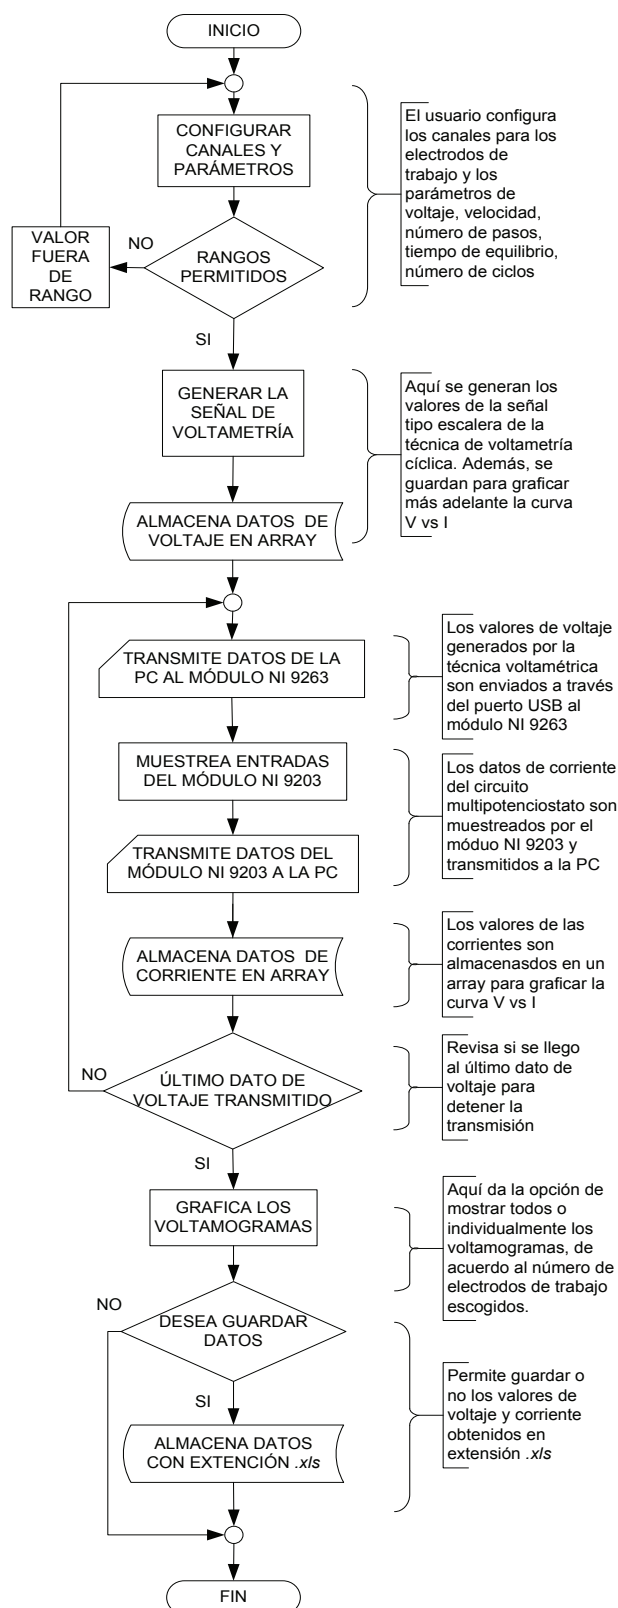 INICIO
CONFIGURAR
CANALES Y
PARÁMETROS
El usuario configura
los canales para los
electrodos de
trabajo y los
parámetros de
voltaje, velocidad,
número de pasos,
tiempo de equilibrio,
número de ciclos
VALOR
FUERA
DE
RANGO
NO
RANGOS
PERMITIDOS
SI
GENERAR LA
SEÑAL DE
VOLTAMETRÍA
Aquí se generan los
valores de la señal
tipo escalera de la
técnica de voltametría
cíclica. Además, se
guardan para graficar
más adelante la curva
V vs I
ALMACENA DATOS DE
VOLTAJE EN ARRAY
TRANSMITE DATOS DE LA
PC AL MÓDULO NI 9263
Los valores de voltaje
generados por la
técnica voltamétrica
son enviados a través
del puerto USB al
módulo NI 9263
MUESTREA ENTRADAS
DEL MÓDULO NI 9203
Los datos de corriente
del circuito
multipotenciostato son
muestreados por el
móduo NI 9203 y
transmitidos a la PC
TRANSMITE DATOS DEL
MÓDULO NI 9203 A LA PC
ALMACENA DATOS DE
CORRIENTE EN ARRAY
Los valores de las
corrientes son
almacenasdos en un
array para graficar la
curva V vs I
NO
ÚLTIMO DATO DE
VOLTAJE TRANSMITIDO
Revisa si se llego
al último dato de
voltaje para
detener la
transmisión
SI
GRAFICA LOS
VOLTAMOGRAMAS
Aquí da la opción de
mostrar todos o
individualmente los
voltamogramas, de
acuerdo al número de
electrodos de trabajo
escogidos.
NO
DESEA GUARDAR
DATOS
SI
Permite guardar o
no los valores de
voltaje y corriente
obtenidos en
extensión .xls
ALMACENA DATOS
CON EXTENCIÓN .xls
FIN